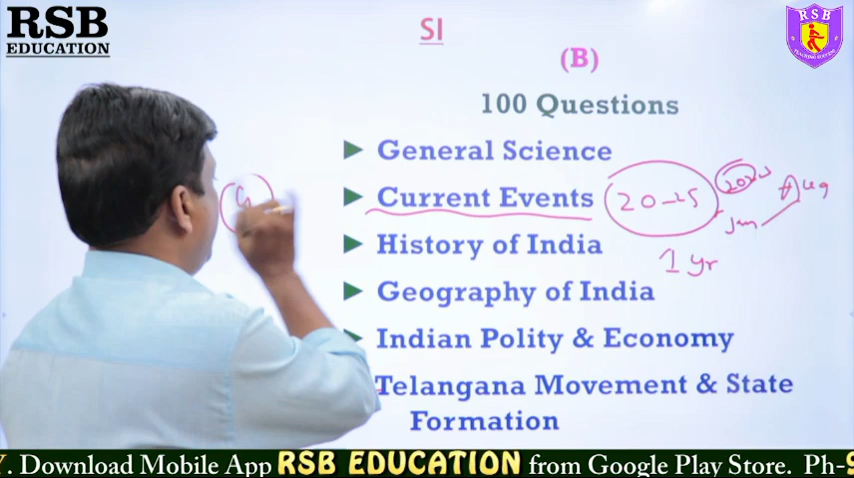 RSB
EDUCATION
SI
RSB
(B)
100 Questions
General Science
Current Events
20-25
Aug
Jan
History of India
1 yr
Geography of India
Indian Polity & Economy
Telangana Movement & State
Formation
. Download Mobile App RSB EDUCATION from Google Play Store. Ph-9